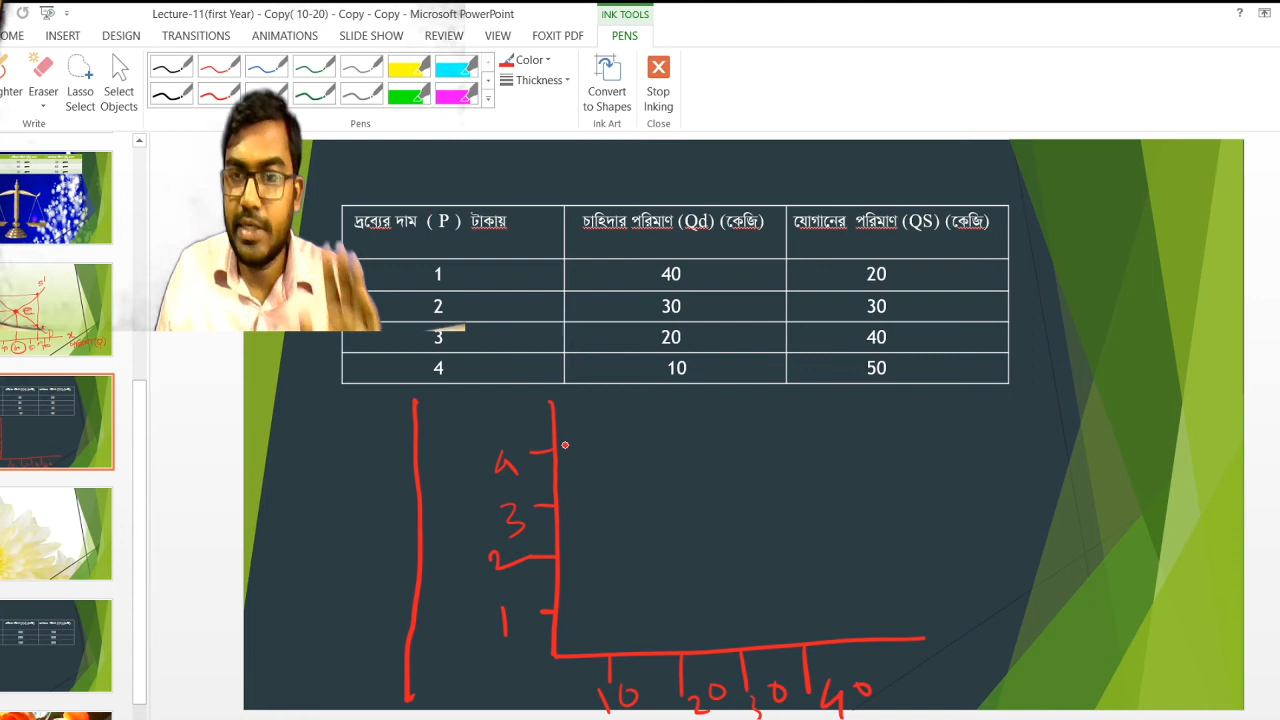 Lecture-11(first Year) - Copy( 10-20) - Copy - Copy - Microsoft PowerPoint
INK TOOLS
?
OME INSERT DESIGN TRANSITIONS ANIMATIONS SLIDE SHOW REVIEW VIEW FOXIT PDF PENS
ghter Eraser Lasso Select Select Objects
Color
Thickness
Convert to Shapes
Stop Inking
Write Pens Ink Art Close
দ্রব্যের দাম ( P ) টাকায় চাহিদার পরিমাণ (Qd) (কেজি) যোগানের পরিমাণ (QS) (কেজি)
1 40 20
2 30 30
3 20 40
4 10 50
4
3
2
1
10 20 30 40